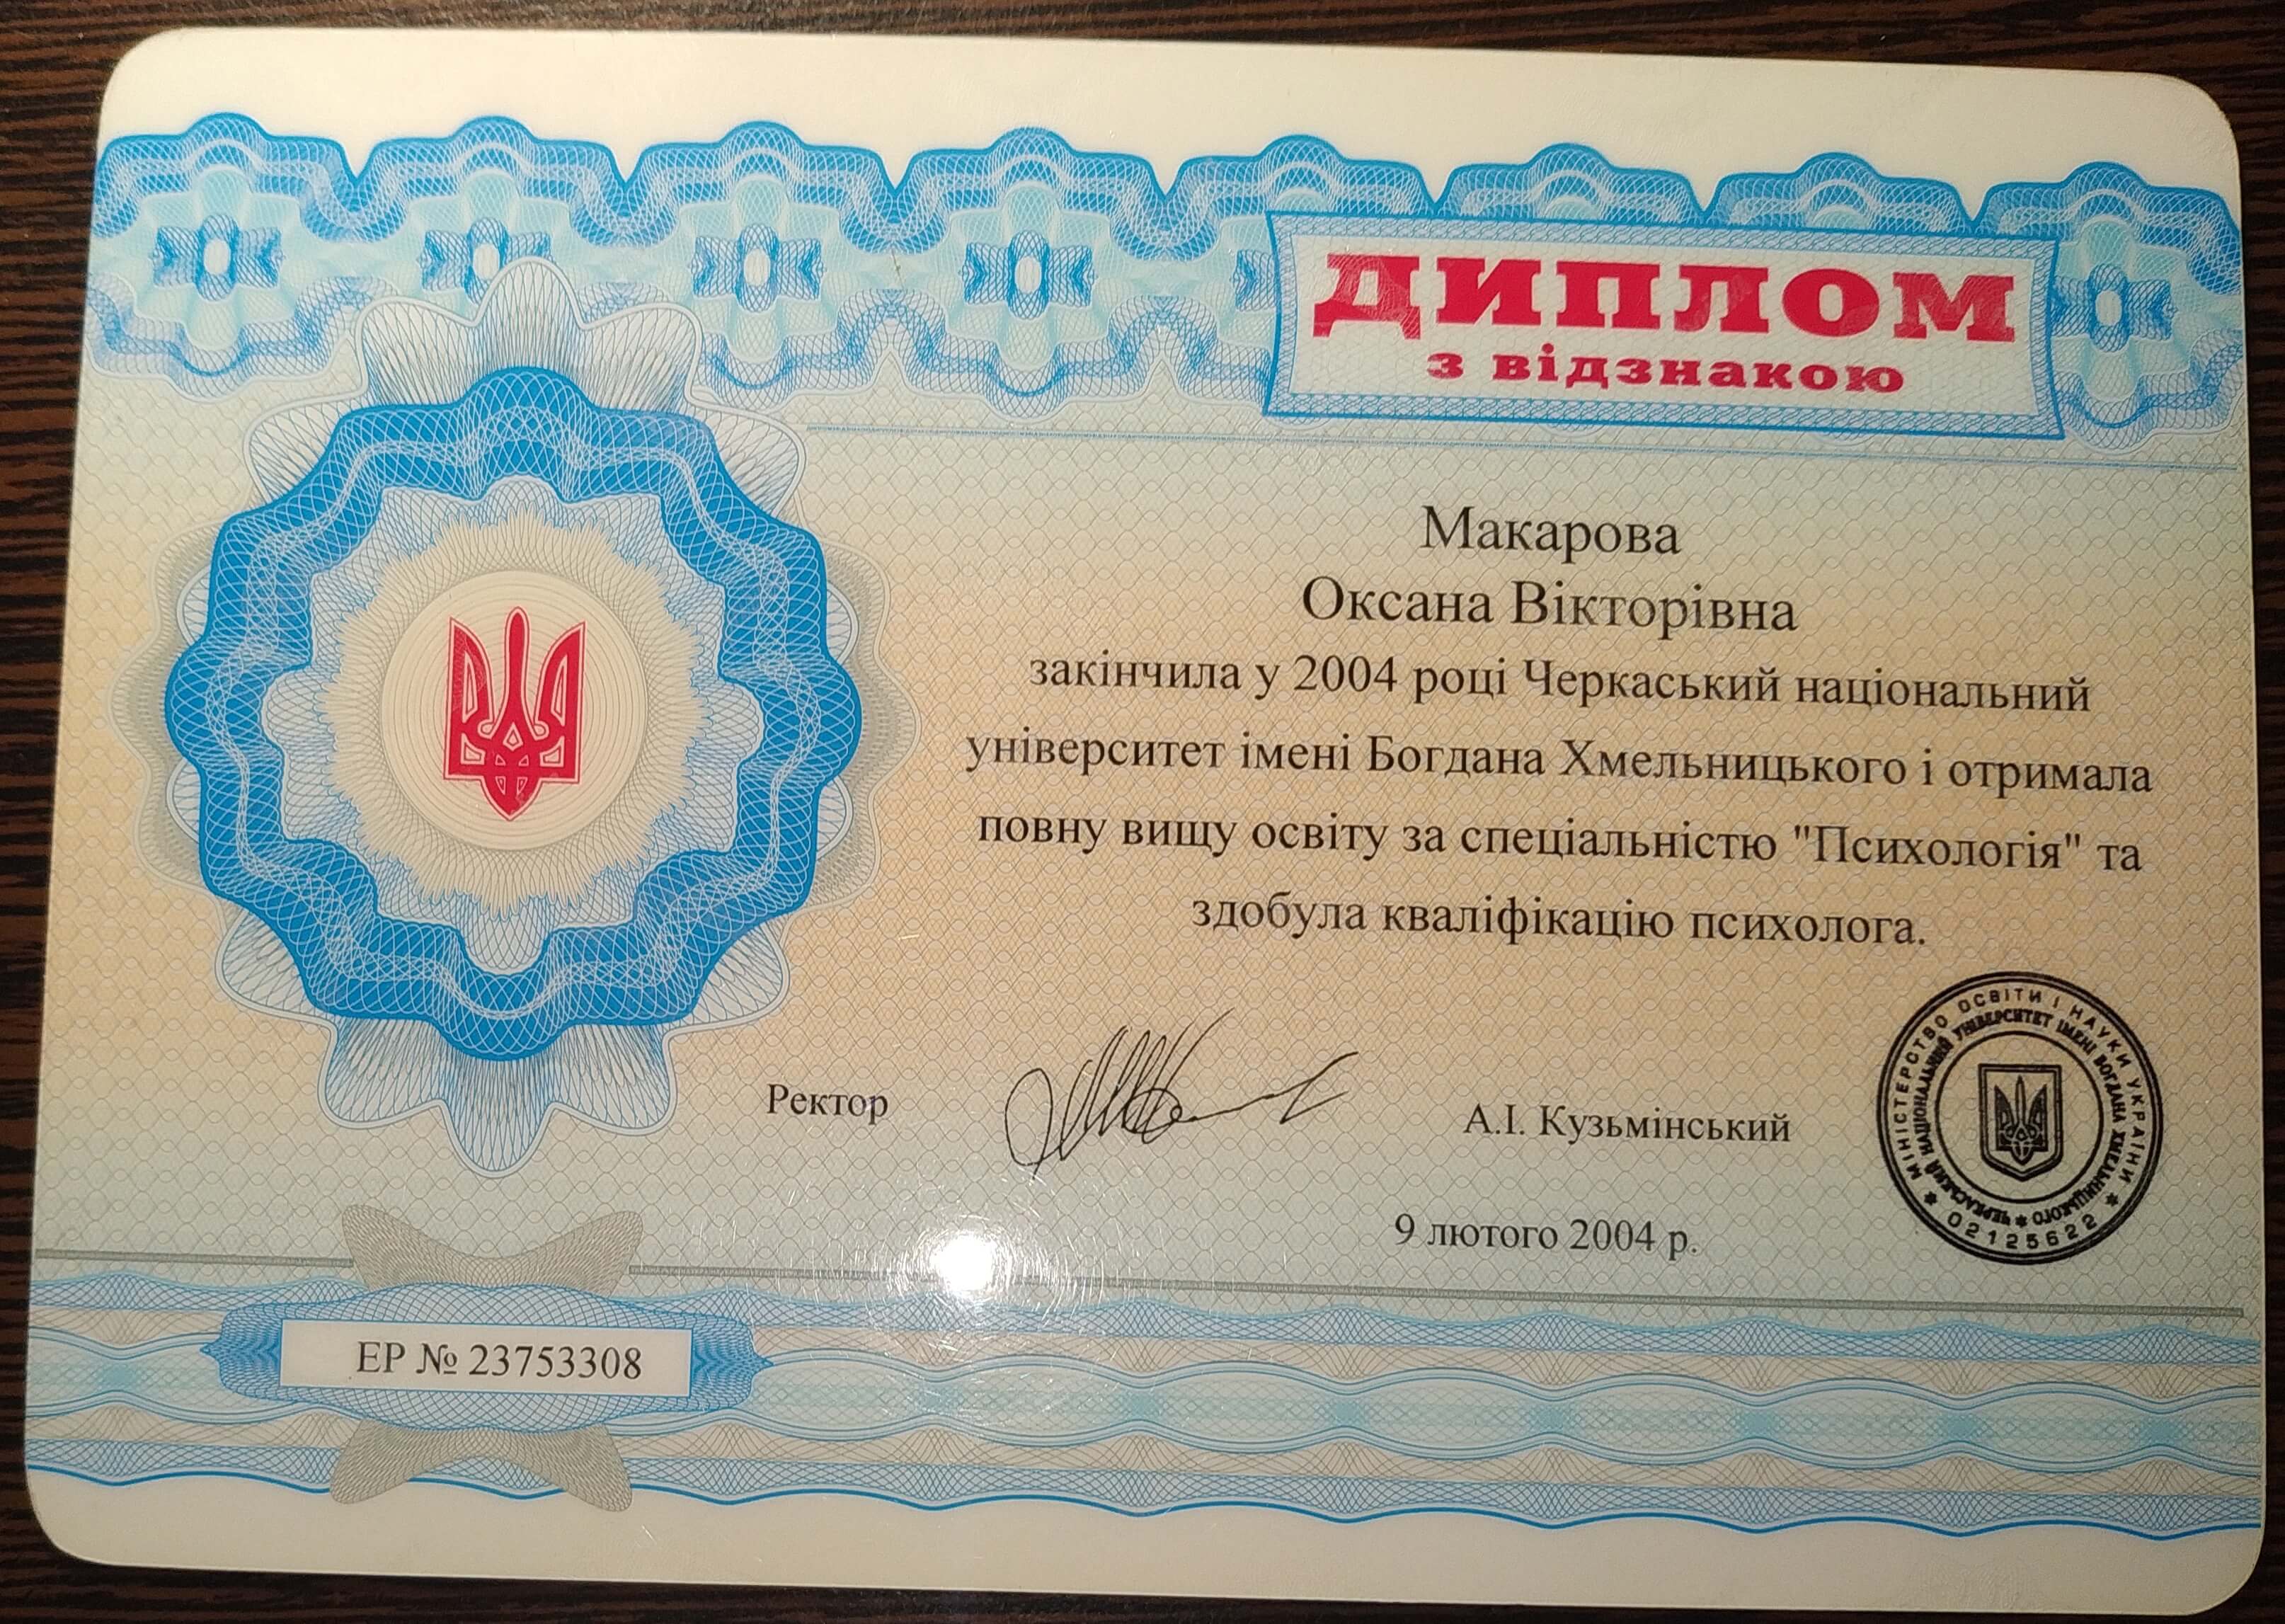 ДИПЛОМ
з відзнакою
Макарова
Оксана Вікторівна
закінчила у 2004 році Черкаський національний
університет імені Богдана Хмельницького і отримала
повну вищу освіту за спеціальністю "Психологія" та
здобула кваліфікацію психолога.
Ректор А.І. Кузьмінський
9 лютого 2004 р.
МІНІСТЕРСТВО ОСВІТИ І НАУКИ УКРАЇНИ
ЧЕРКАСЬКИЙ НАЦІОНАЛЬНИЙ УНІВЕРСИТЕТ ІМЕНІ БОГДАНА ХМЕЛЬНИЦЬКОГО
* 02125622 *
ЕР № 23753308